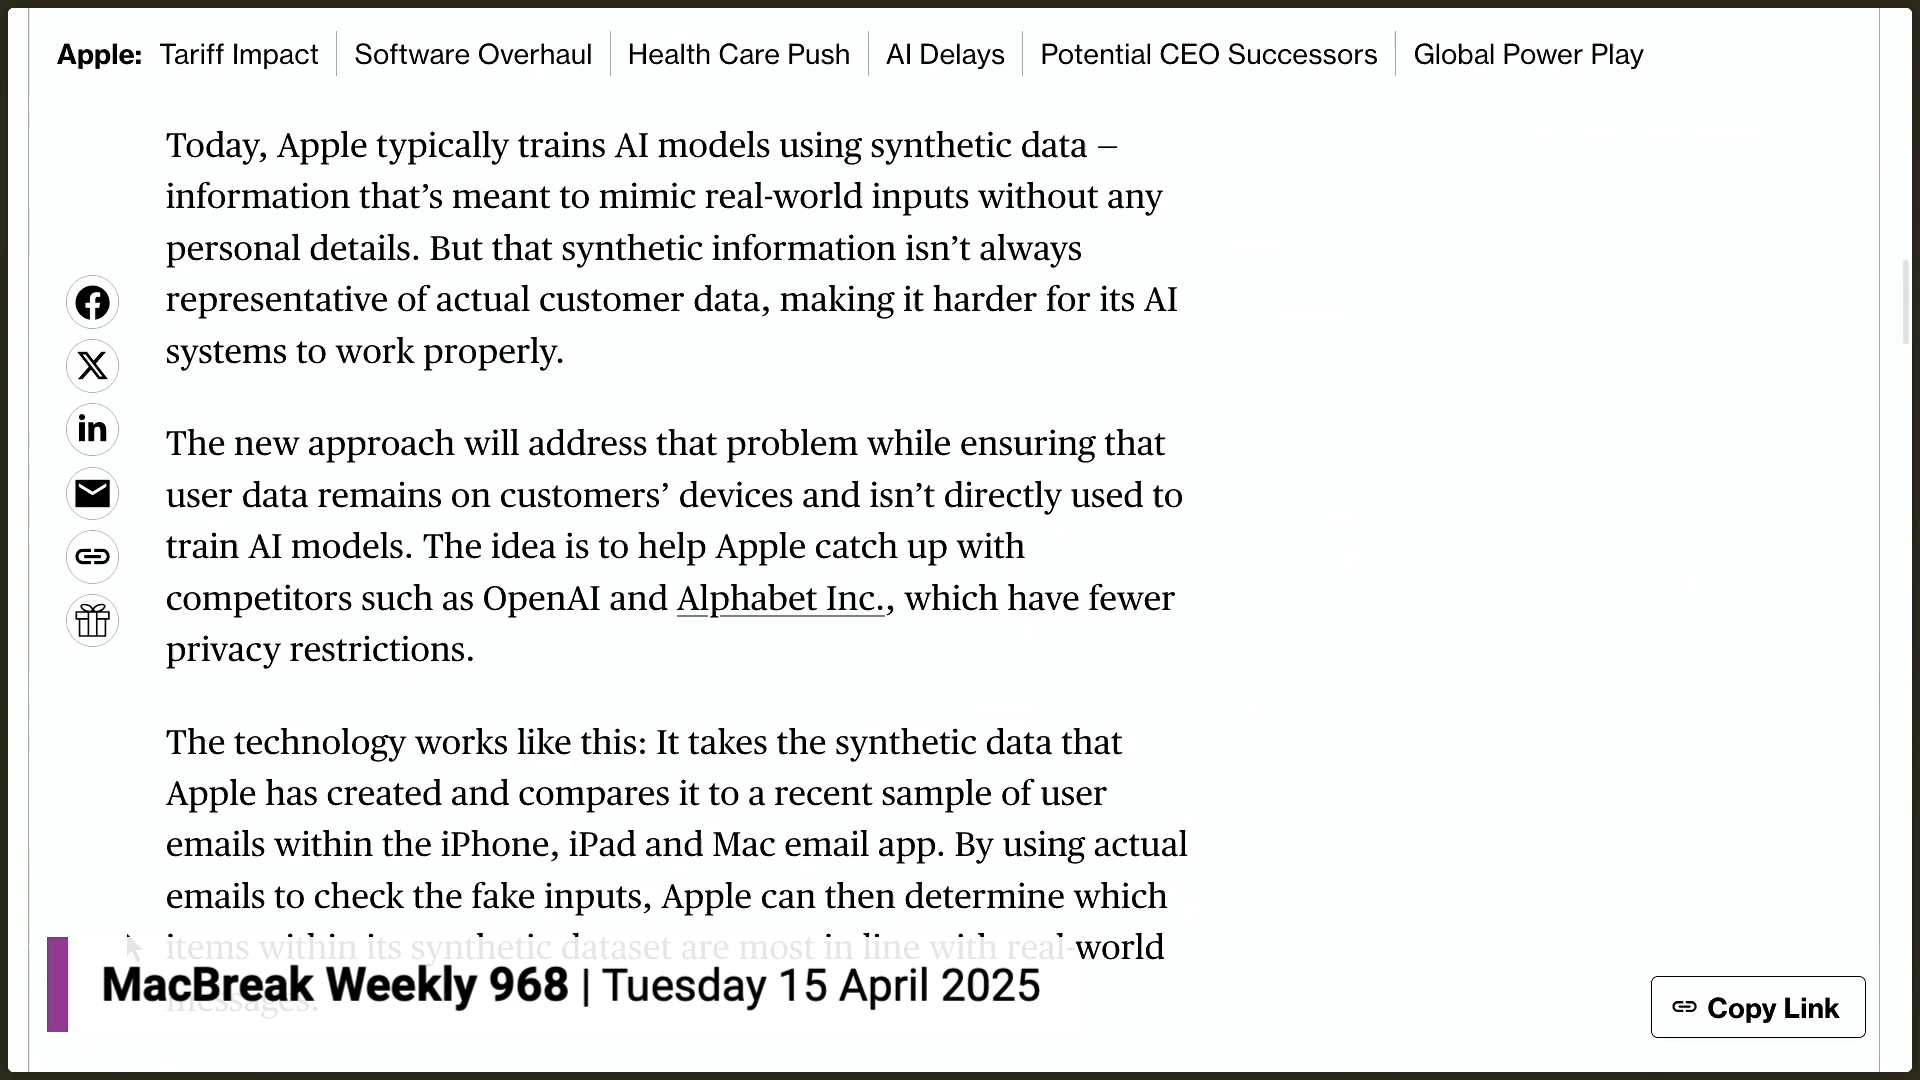 Apple: Tariff Impact Software Overhaul Health Care Push AI Delays Potential CEO Successors Global Power Play
Today, Apple typically trains AI models using synthetic data —
information that’s meant to mimic real-world inputs without any
personal details. But that synthetic information isn’t always
representative of actual customer data, making it harder for its AI
systems to work properly.
The new approach will address that problem while ensuring that
user data remains on customers’ devices and isn’t directly used to
train AI models. The idea is to help Apple catch up with
competitors such as OpenAI and Alphabet Inc., which have fewer
privacy restrictions.
The technology works like this: It takes the synthetic data that
Apple has created and compares it to a recent sample of user
emails within the iPhone, iPad and Mac email app. By using actual
emails to check the fake inputs, Apple can then determine which
items within its synthetic dataset are most in line with real-world
messages.
MacBreak Weekly 968 | Tuesday 15 April 2025
Copy Link